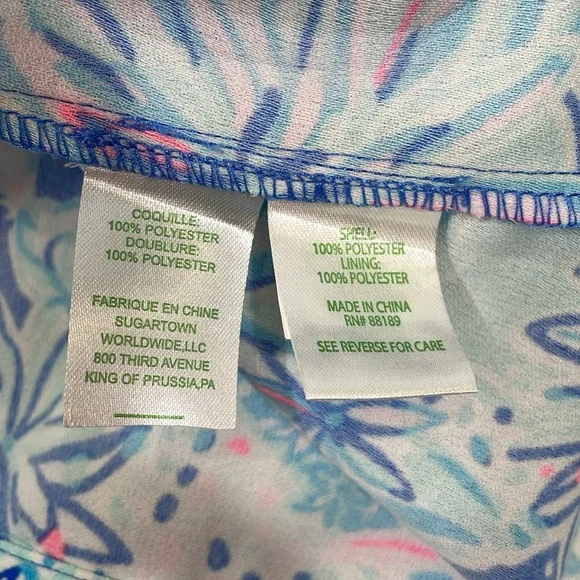 COQUILLE:
100% POLYESTER
DOUBLURE:
100% POLYESTER
FABRIQUE EN CHINE
SUGARTOWN
WORLDWIDE,LLC
800 THIRD AVENUE
KING OF PRUSSIA,PA
SHELL:
100% POLYESTER
LINING:
100% POLYESTER
MADE IN CHINA
RN# 88189
SEE REVERSE FOR CARE